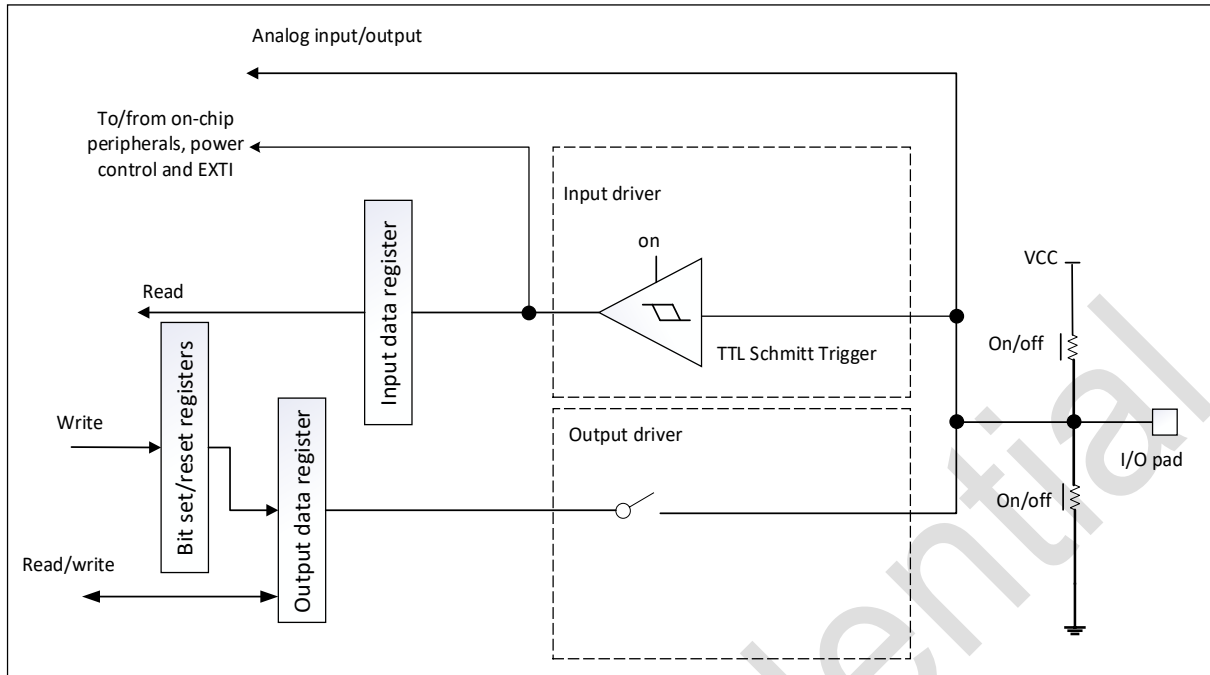 Analog input/output
To/from on-chip
peripherals, power
control and EXTI
Input driver
on
Input data register
VCC
Read
On/off
TTL Schmitt Trigger
Bit set/reset registers
Write
Output data register
Output driver
I/O pad
On/off
Read/write
ential